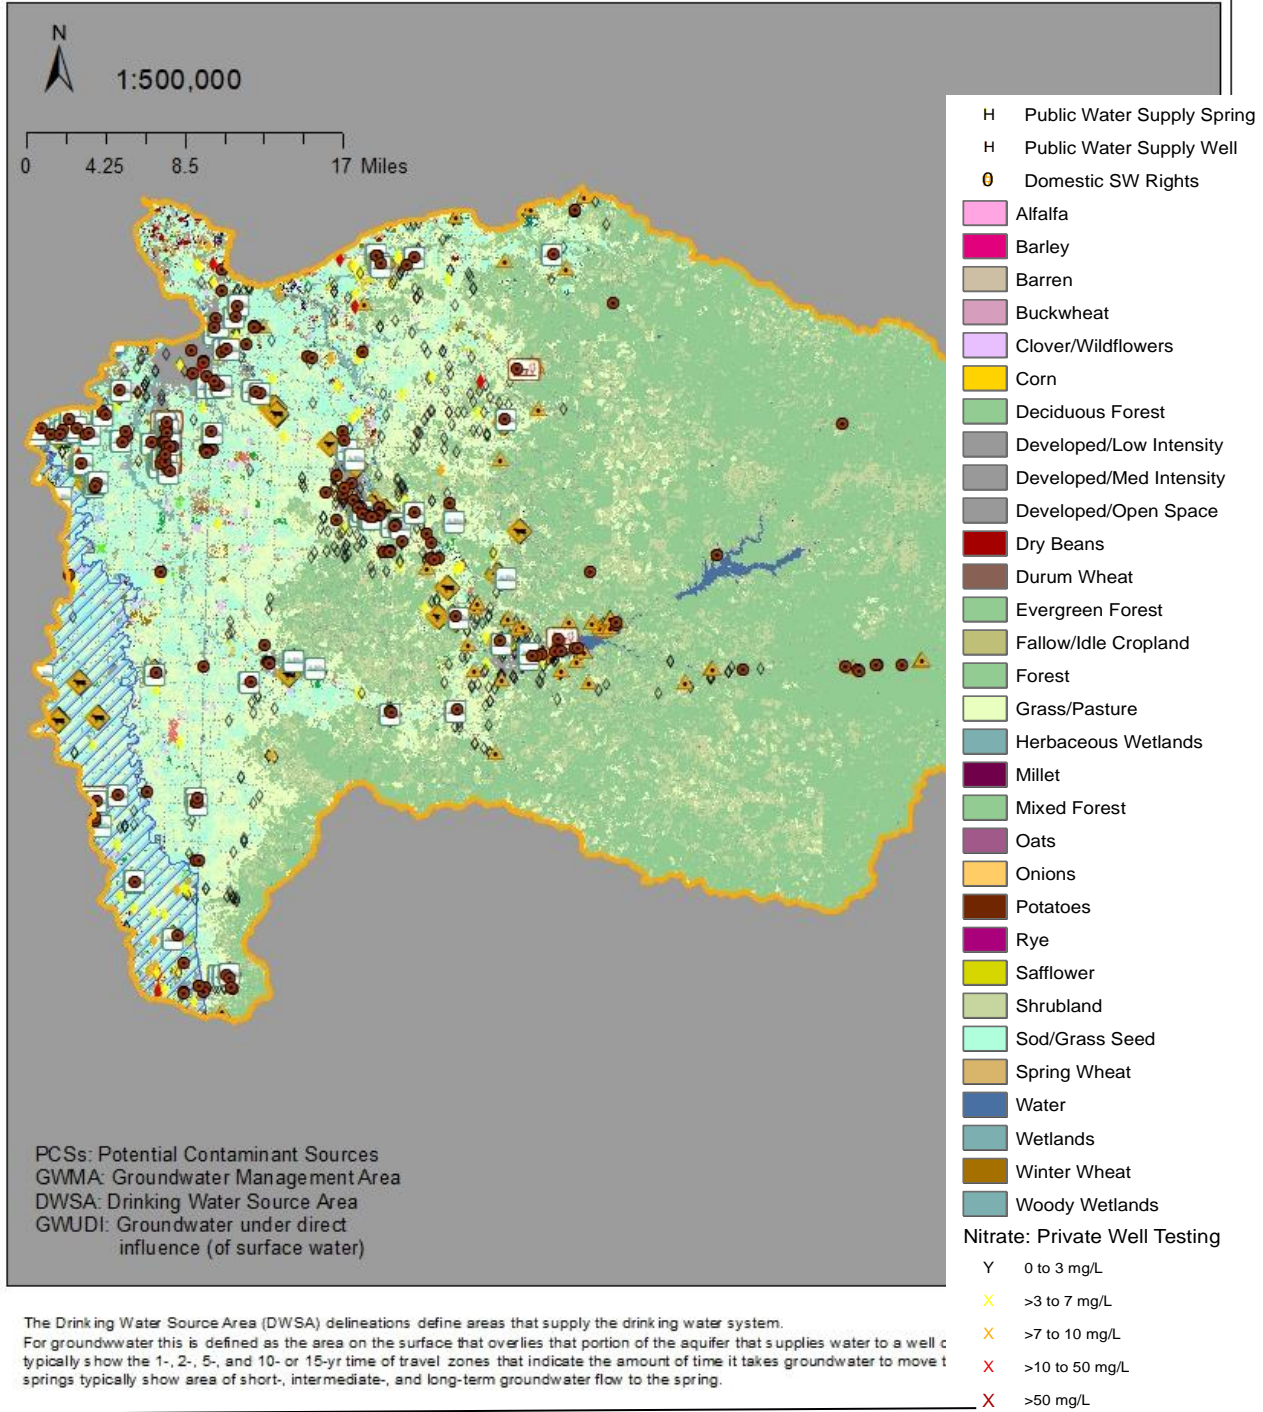 N
1:500,000
0 4.25 8.5 17 Miles
H Public Water Supply Spring
H Public Water Supply Well
0 Domestic SW Rights
Alfalfa
Barley
Barren
Buckwheat
Clover/Wildflowers
Corn
Deciduous Forest
Developed/Low Intensity
Developed/Med Intensity
Developed/Open Space
Dry Beans
Durum Wheat
Evergreen Forest
Fallow/Idle Cropland
Forest
Grass/Pasture
Herbaceous Wetlands
Millet
Mixed Forest
Oats
Onions
Potatoes
Rye
Safflower
Shrubland
Sod/Grass Seed
Spring Wheat
Water
Wetlands
Winter Wheat
Woody Wetlands
Nitrate: Private Well Testing
Y 0 to 3 mg/L
X >3 to 7 mg/L
X >7 to 10 mg/L
X >10 to 50 mg/L
X >50 mg/L
PCSs: Potential Contaminant Sources
GWMA: Groundwater Management Area
DWSA: Drinking Water Source Area
GWUDI: Groundwater under direct
influence (of surface water)
The Drinking Water Source Area (DWSA) delineations define areas that supply the drinking water system.
For groundwwater this is defined as the area on the surface that overlies that portion of the aquifer that supplies water to a well
typically show the 1-, 2-, 5-, and 10- or 15-yr time of travel zones that indicate the amount of time it takes groundwater to move
springs typically show area of short-, intermediate-, and long-term groundwater flow to the spring.